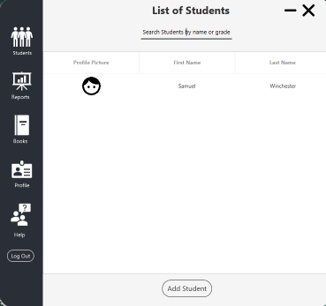 List of Students
Search Students by name or grade
Students
Reports
Books
Profile
Help
Log Out
Profile Picture First Name Last Name
Samuel Winchester
Add Student